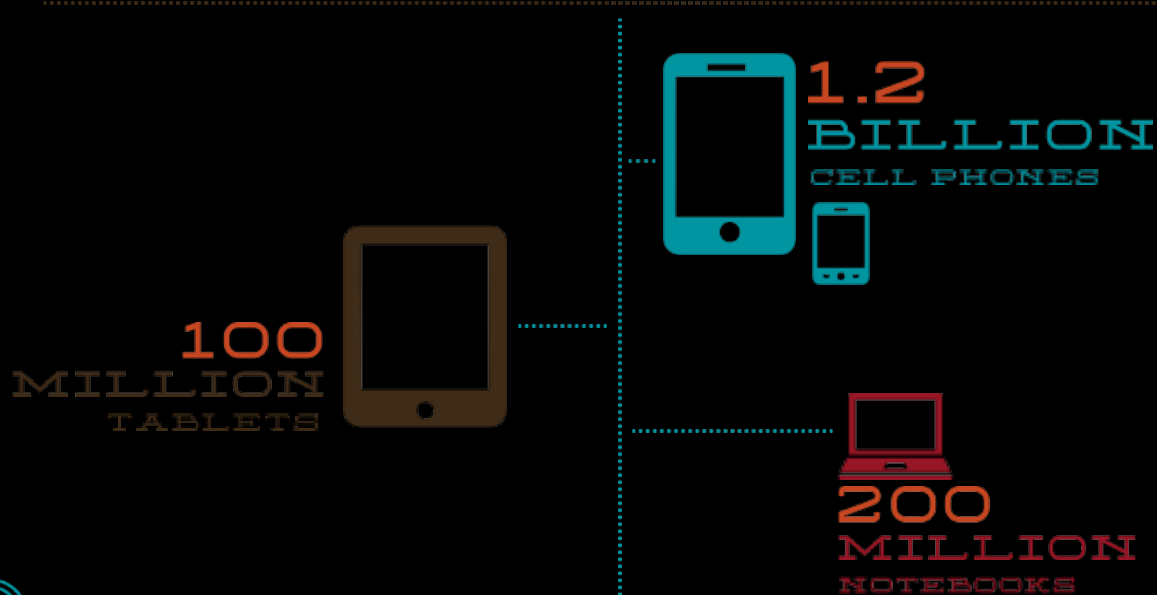 1.2
BILLION
CELL PHONES
100
MILLION
TABLETS
200
MILLION
NOTEBOOKS